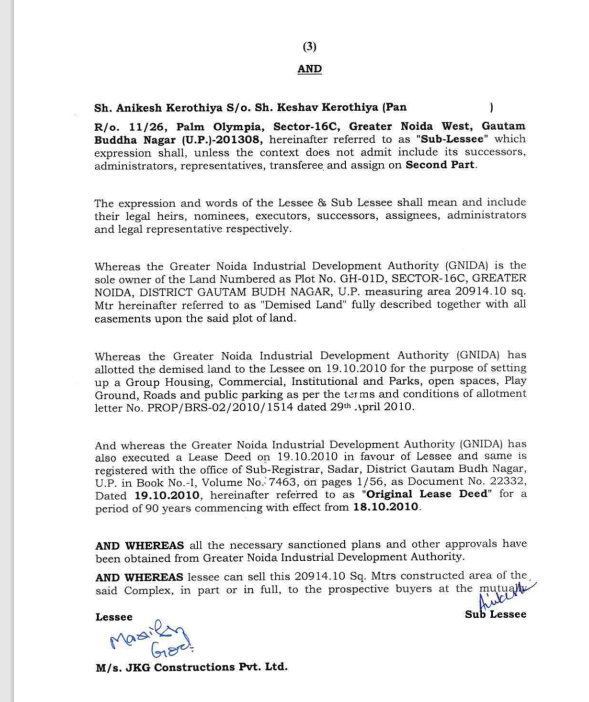 (3)
AND
Sh. Anikesh Kerothiya S/o. Sh. Keshav Kerothiya (Pan )
R/o. 11/26, Palm Olympia, Sector-16C, Greater Noida West, Gautam
Buddha Nagar (U.P.)-201308, hereinafter referred to as "Sub-Lessee" which
expression shall, unless the context does not admit include its successors,
administrators, representatives, transferee and assign on Second Part.
The expression and words of the Lessee & Sub Lessee shall mean and include
their legal heirs, nominees, executors, successors, assignees, administrators
and legal representative respectively.
Whereas the Greater Noida Industrial Development Authority (GNIDA) is the
sole owner of the Land Numbered as Plot No. GH-01D, SECTOR-16C, GREATER
NOIDA, DISTRICT GAUTAM BUDH NAGAR, U.P. measuring area 20914.10 sq.
Mtr hereinafter referred to as "Demised Land" fully described together with all
easements upon the said plot of land.
Whereas the Greater Noida Industrial Development Authority (GNIDA) has
allotted the demised land to the Lessee on 19.10.2010 for the purpose of setting
up a Group Housing, Commercial, Institutional and Parks, open spaces, Play
Ground, Roads and public parking as per the terms and conditions of allotment
letter No. PROP/BRS-02/2010/1514 dated 29th April 2010.
And whereas the Greater Noida Industrial Development Authority (GNIDA) has
also executed a Lease Deed on 19.10.2010 in favour of Lessee and same is
registered with the office of Sub-Registrar, Sadar, District Gautam Budh Nagar,
U.P. in Book No.-I, Volume No. 7463, on pages 1/56, as Document No. 22332,
Dated 19.10.2010, hereinafter referred to as "Original Lease Deed" for a
period of 90 years commencing with effect from 18.10.2010.
AND WHEREAS all the necessary sanctioned plans and other approvals have
been obtained from Greater Noida Industrial Development Authority.
AND WHEREAS lessee can sell this 20914.10 Sq. Mtrs constructed area of the
said Complex, in part or in full, to the prospective buyers at the mutually
Lessee
Sub Lessee
M/s. JKG Constructions Pvt. Ltd.